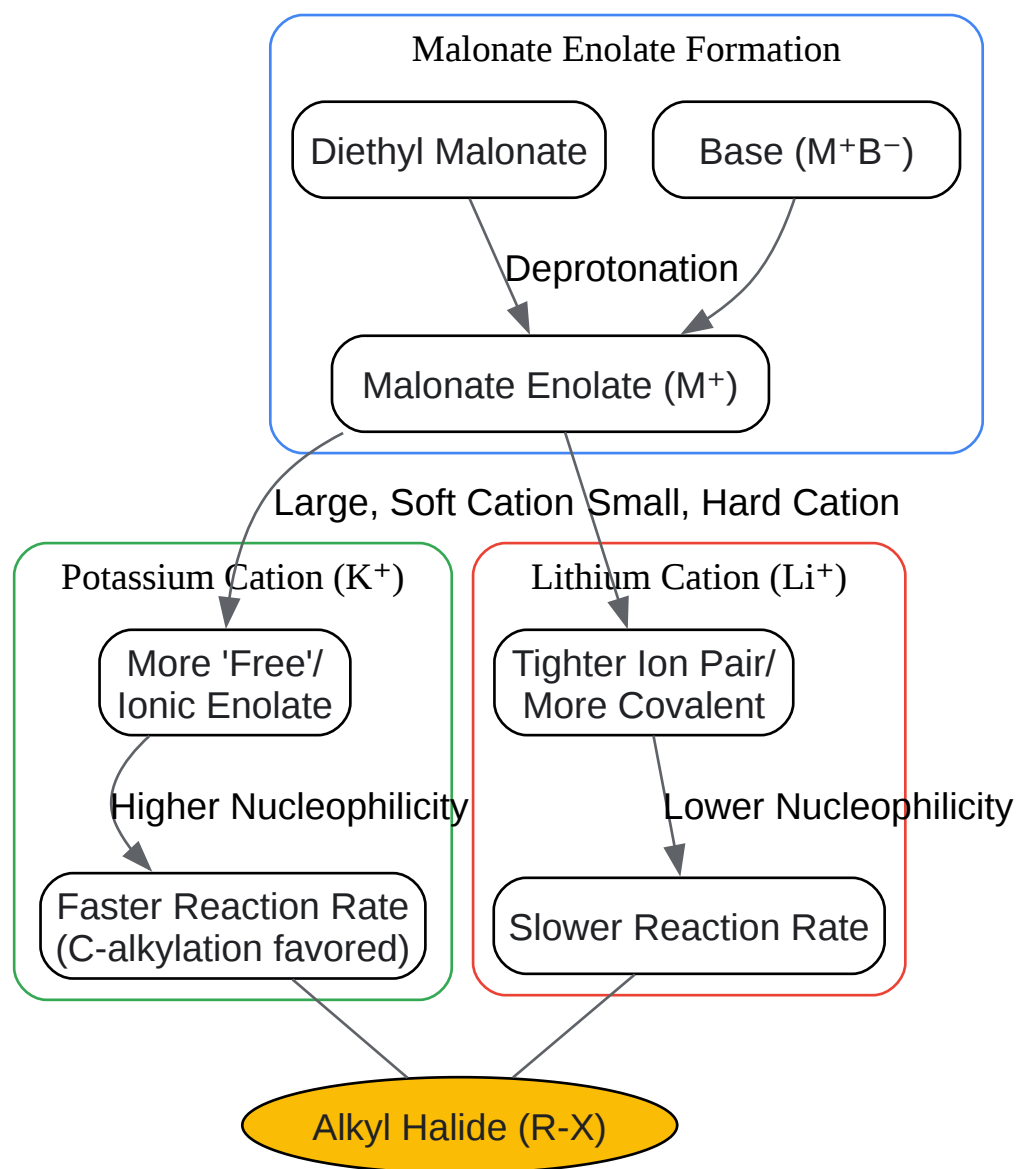 Malonate Enolate Formation
Diethyl Malonate
Base (M⁺B⁻)
Deprotonation
Malonate Enolate (M⁺)
Large, Soft Cation
Small, Hard Cation
Potassium Cation (K⁺)
Lithium Cation (Li⁺)
More 'Free'/
Ionic Enolate
Tighter Ion Pair/
More Covalent
Higher Nucleophilicity
Lower Nucleophilicity
Faster Reaction Rate
(C-alkylation favored)
Slower Reaction Rate
Alkyl Halide (R-X)